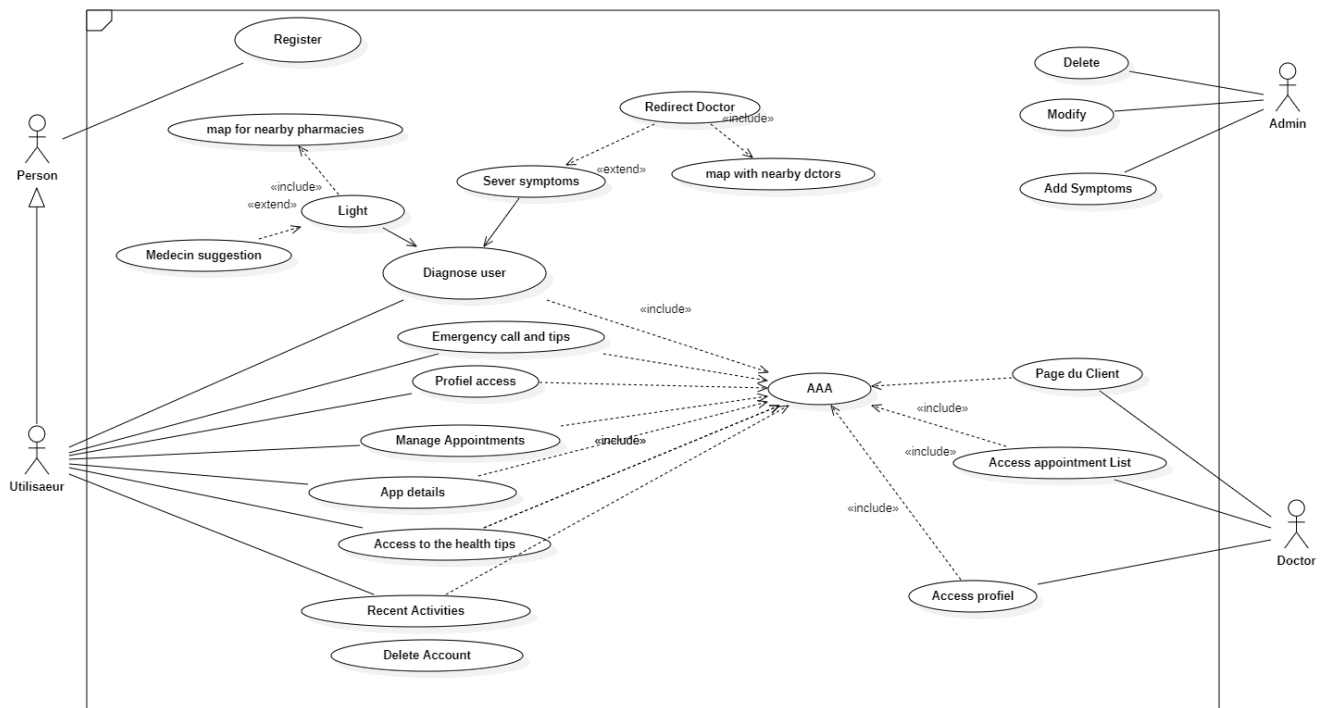 Register
Delete
Redirect Doctor
«include»
Modify
Admin
map for nearby pharmacies
Person
«extend»
map with nearby dctors
Sever symptoms
«include»
Add Symptoms
«extend»
Light
Medecin suggestion
Diagnose user
«include»
Emergency call and tips
Page du Client
Profiel access
AAA
«include»
Manage Appointments
«include»
«include»
Access appointment List
Utilisaeur
App details
«include»
Access to the health tips
Doctor
Access profiel
Recent Activities
Delete Account